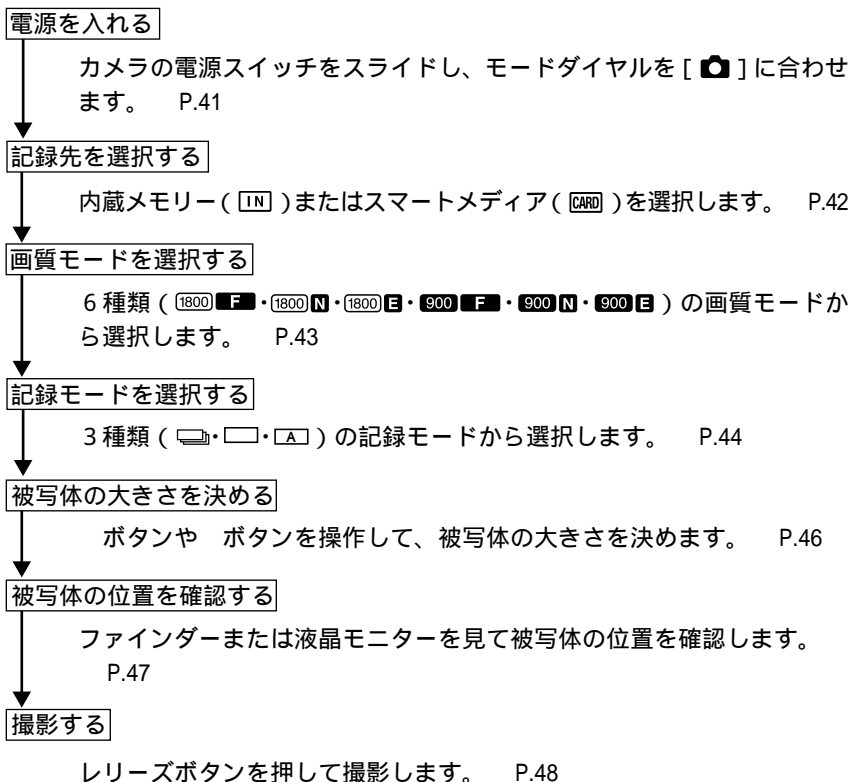 電源を入れる
カメラの電源スイッチをスライドし、モードダイヤルを[ ]に合わせ
ます。 P.41
記録先を選択する
内蔵メモリー( IN )またはスマートメディア( CARD )を選択します。 P.42
画質モードを選択する
6種類( 1800 F・1800 N・1800 E・900 F・900 N・900 E )の画質モードか
ら選択します。 P.43
記録モードを選択する
3種類( ・ ・A )の記録モードから選択します。 P.44
被写体の大きさを決める
ボタンや ボタンを操作して、被写体の大きさを決めます。 P.46
被写体の位置を確認する
ファインダーまたは液晶モニターを見て被写体の位置を確認します。
P.47
撮影する
レリーズボタンを押して撮影します。 P.48